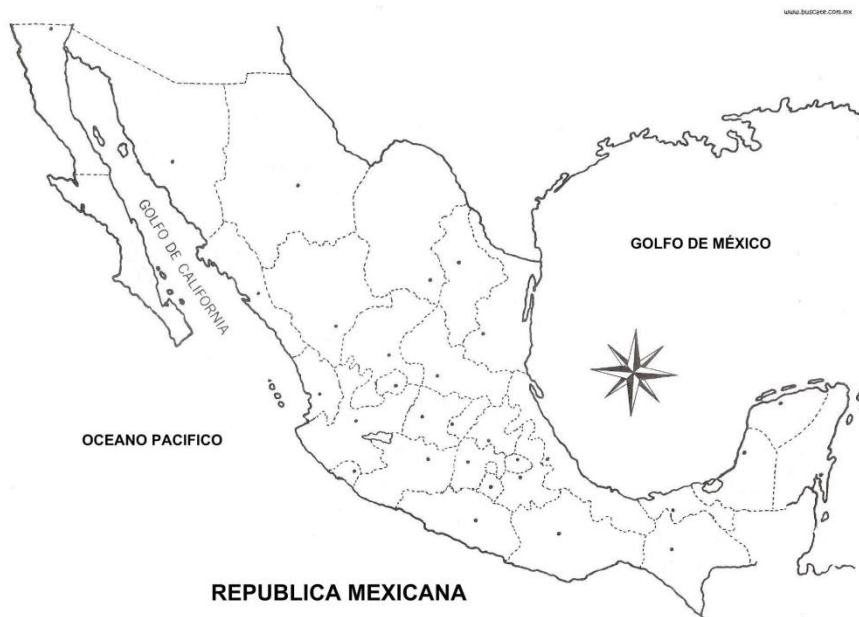 www.buscate.com.mx
GOLFO DE CALIFORNIA
GOLFO DE MÉXICO
OCEANO PACIFICO
REPUBLICA MEXICANA